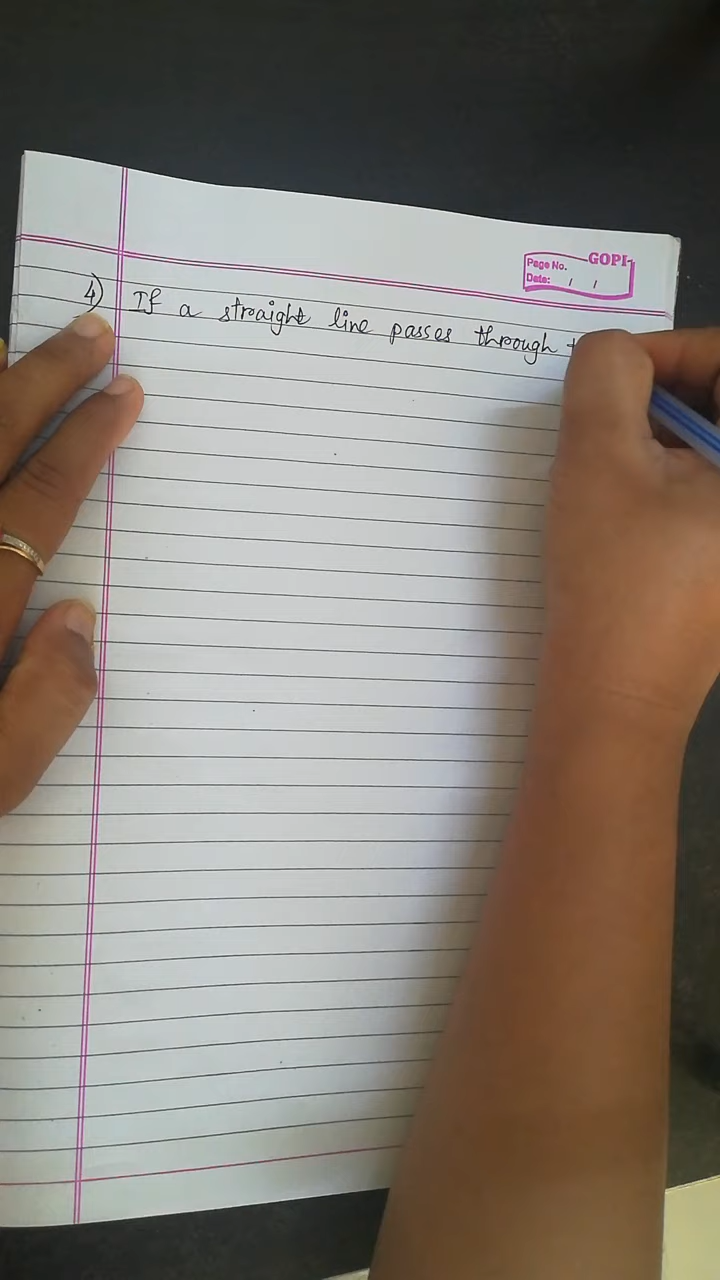 GOPI
Page No.
Date: / /
4) If a straight line passes through